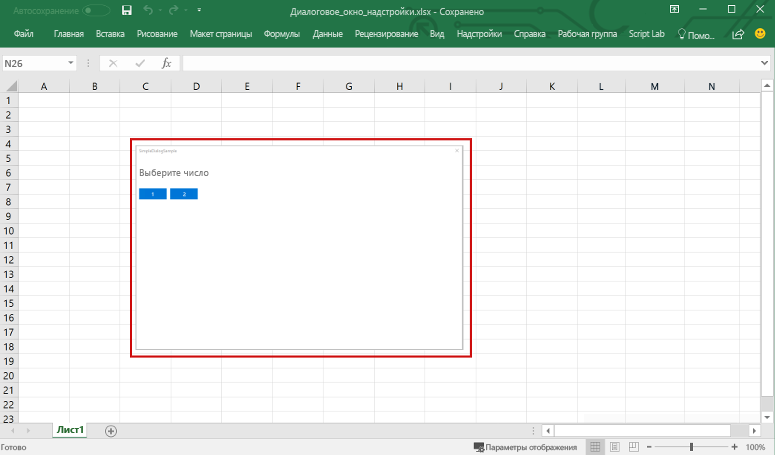 Автосохранение
Диалоговое_окно_надстройки.xlsx – Сохранено
Файл Главная Вставка Рисование Макет страницы Формулы Данные Рецензирование Вид Надстройки Справка Рабочая группа Script Lab Помо...
N26 fx
A B C D E F G H I J K L M N
1
2
3
4
SimpleDialogSample
5
6
Выберите число
7
1 2
8
9
10
11
12
13
14
15
16
17
18
19
20
21
22
23
Лист1
Готово Параметры отображения 100%